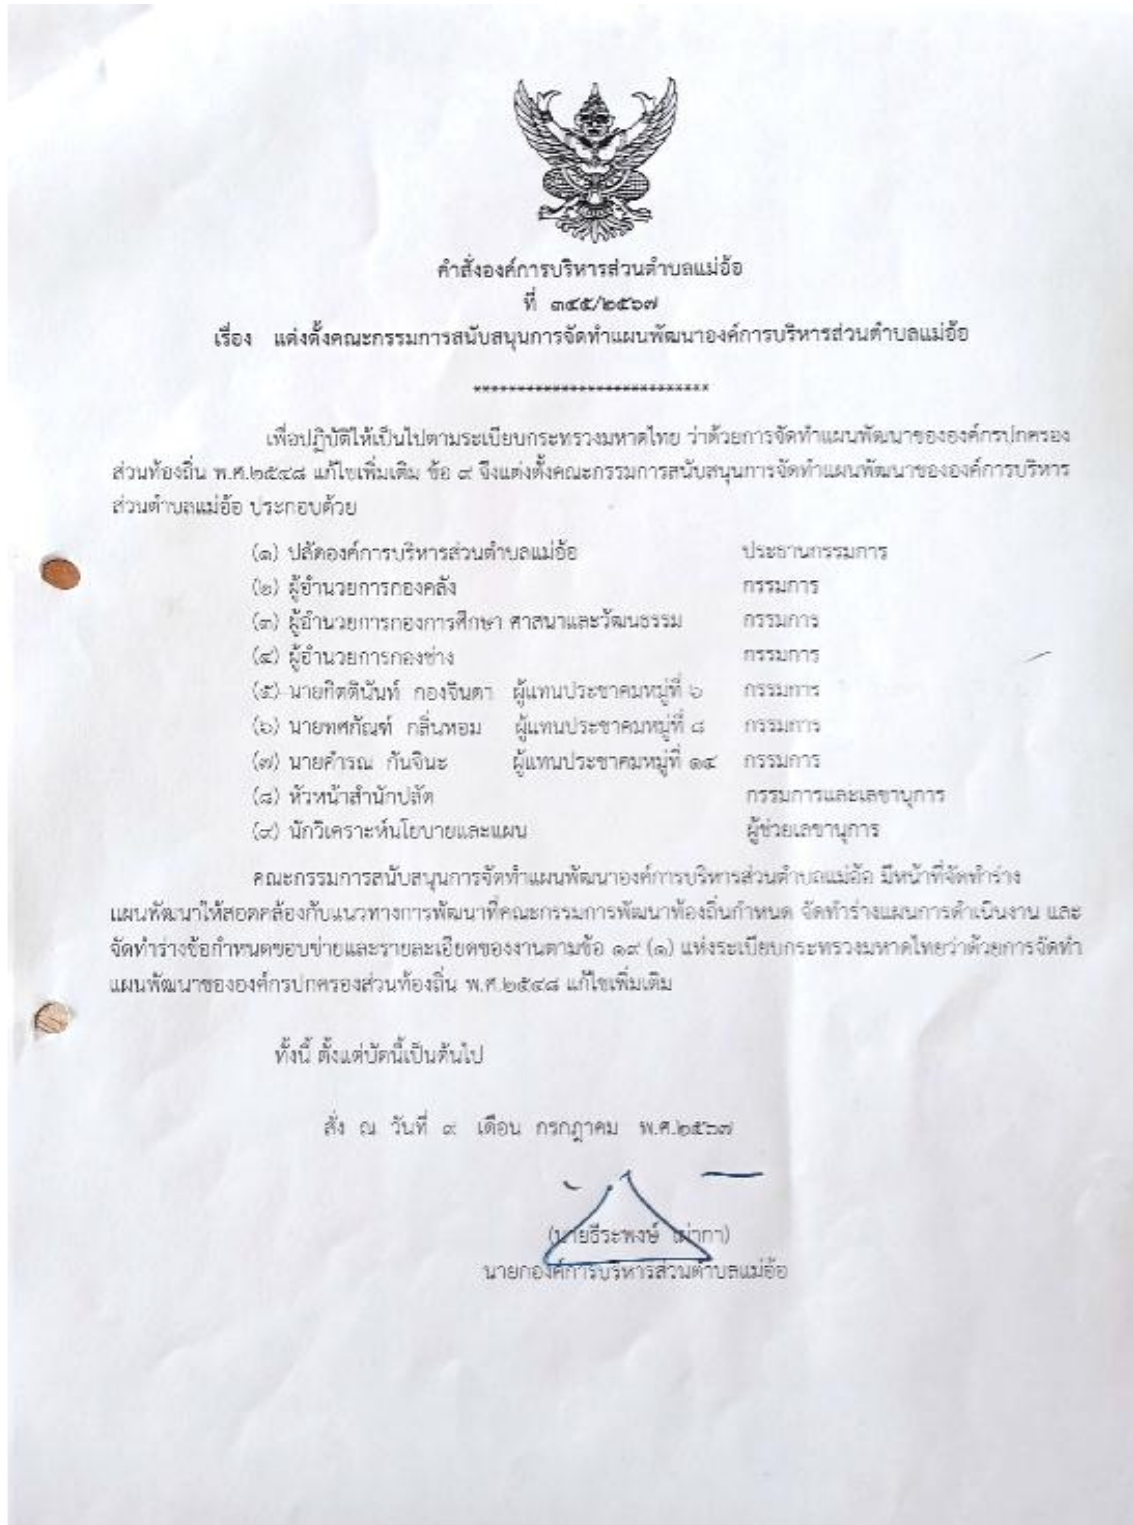 คำสั่งองค์การบริหารส่วนตำบลแม่อ้อ
ที่ ๓๔๕/๒๕๖๗
เรื่อง แต่งตั้งคณะกรรมการสนับสนุนการจัดทำแผนพัฒนาองค์การบริหารส่วนตำบลแม่อ้อ
***************************
เพื่อปฏิบัติให้เป็นไปตามระเบียบกระทรวงมหาดไทย ว่าด้วยการจัดทำแผนพัฒนาขององค์กรปกครอง
ส่วนท้องถิ่น พ.ศ.๒๕๔๘ แก้ไขเพิ่มเติม ข้อ ๙ จึงแต่งตั้งคณะกรรมการสนับสนุนการจัดทำแผนพัฒนาขององค์การบริหาร
ส่วนตำบลแม่อ้อ ประกอบด้วย
(๑) ปลัดองค์การบริหารส่วนตำบลแม่อ้อ ประธานกรรมการ
(๒) ผู้อำนวยการกองคลัง กรรมการ
(๓) ผู้อำนวยการกองการศึกษา ศาสนาและวัฒนธรรม กรรมการ
(๔) ผู้อำนวยการกองช่าง กรรมการ
(๕) นายกิตตินันท์ กองจินดา ผู้แทนประชาคมหมู่ที่ ๖ กรรมการ
(๖) นายทศกัณฑ์ กลิ่นหอม ผู้แทนประชาคมหมู่ที่ ๘ กรรมการ
(๗) นายคำรณ กันจินะ ผู้แทนประชาคมหมู่ที่ ๑๔ กรรมการ
(๘) หัวหน้าสำนักปลัด กรรมการและเลขานุการ
(๙) นักวิเคราะห์นโยบายและแผน ผู้ช่วยเลขานุการ
คณะกรรมการสนับสนุนการจัดทำแผนพัฒนาองค์การบริหารส่วนตำบลแม่อ้อ มีหน้าที่จัดทำร่าง
แผนพัฒนาให้สอดคล้องกับแนวทางการพัฒนาที่คณะกรรมการพัฒนาท้องถิ่นกำหนด จัดทำร่างแผนการดำเนินงาน และ
จัดทำร่างข้อกำหนดขอบข่ายและรายละเอียดของงานตามข้อ ๑๙ (๑) แห่งระเบียบกระทรวงมหาดไทยว่าด้วยการจัดทำ
แผนพัฒนาขององค์กรปกครองส่วนท้องถิ่น พ.ศ.๒๕๔๘ แก้ไขเพิ่มเติม
ทั้งนี้ ตั้งแต่บัดนี้เป็นต้นไป
สั่ง ณ วันที่ ๙ เดือน กรกฎาคม พ.ศ.๒๕๖๗
(นายธีระพงษ์ เผ่ากา)
นายกองค์การบริหารส่วนตำบลแม่อ้อ